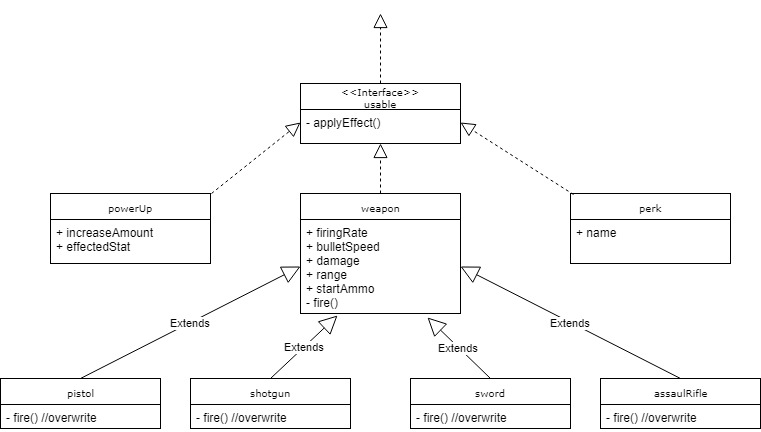 <<Interface>>
usable
- applyEffect()
powerUp
+ increaseAmount
+ effectedStat
weapon
+ firingRate
+ bulletSpeed
+ damage
+ range
+ startAmmo
- fire()
perk
+ name
Extends
Extends
Extends
Extends
pistol
- fire() //overwrite
shotgun
- fire() //overwrite
sword
- fire() //overwrite
assaulRifle
- fire() //overwrite